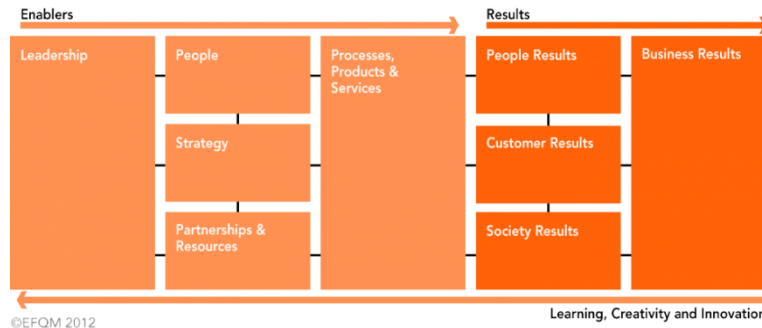 Enablers
Results
Leadership
People
Processes,
Products &
Services
People Results
Business Results
Strategy
Customer Results
Partnerships &
Resources
Society Results
Learning, Creativity and Innovation
©EFQM 2012